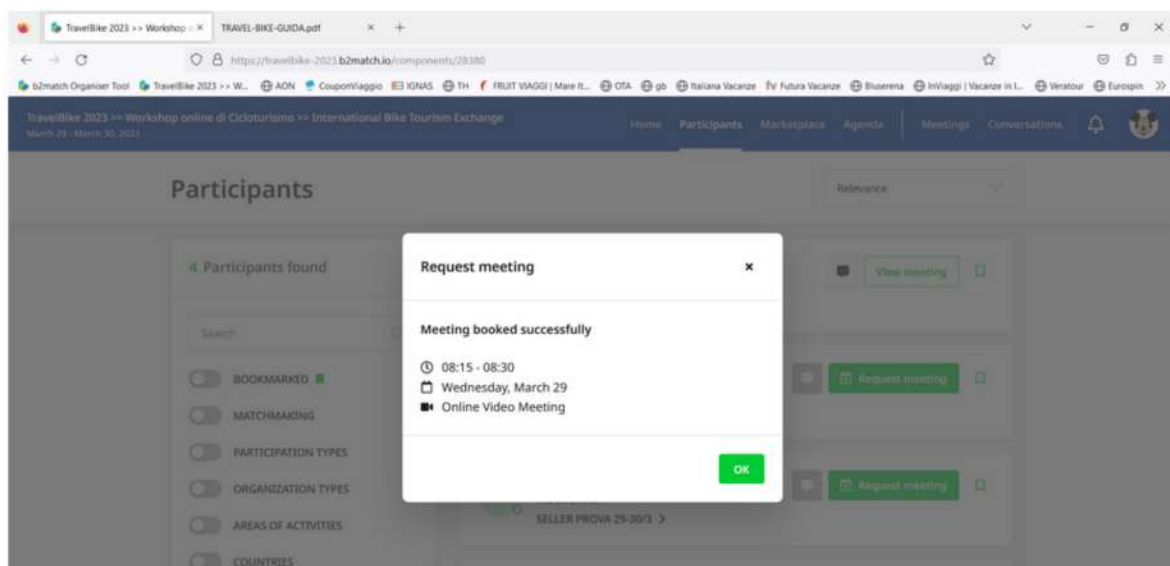 TravelBike 2023 >> Workshop
TRAVEL-BIKE-GUIDA.pdf
https://travelbike-2023.b2match.io/components/28380
b2match Organiser Tool
TravelBike 2023 >> W...
AON
CouponViaggio
IGNAS
TH
FRUIT VIAGGI | Mare It...
OTA
gb
Italiana Vacanze
Futura Vacanze
Bluserena
InViaggi | Vacanze in I...
Veratour
Eurospin
TravelBike 2023 >> Workshop online di Cicloturismo >> International Bike Tourism Exchange
March 29 - March 30, 2023
Home Participants Marketplace Agenda Meetings Conversations
Participants
Relevance
4 Participants found
Search
BOOKMARKED
MATCHMAKING
PARTICIPATION TYPES
ORGANIZATION TYPES
AREAS OF ACTIVITIES
COUNTRIES
Request meeting
Meeting booked successfully
08:15 - 08:30
Wednesday, March 29
Online Video Meeting
OK
View meeting
Request meeting
Request meeting
SELLER PROVA 29-30/3